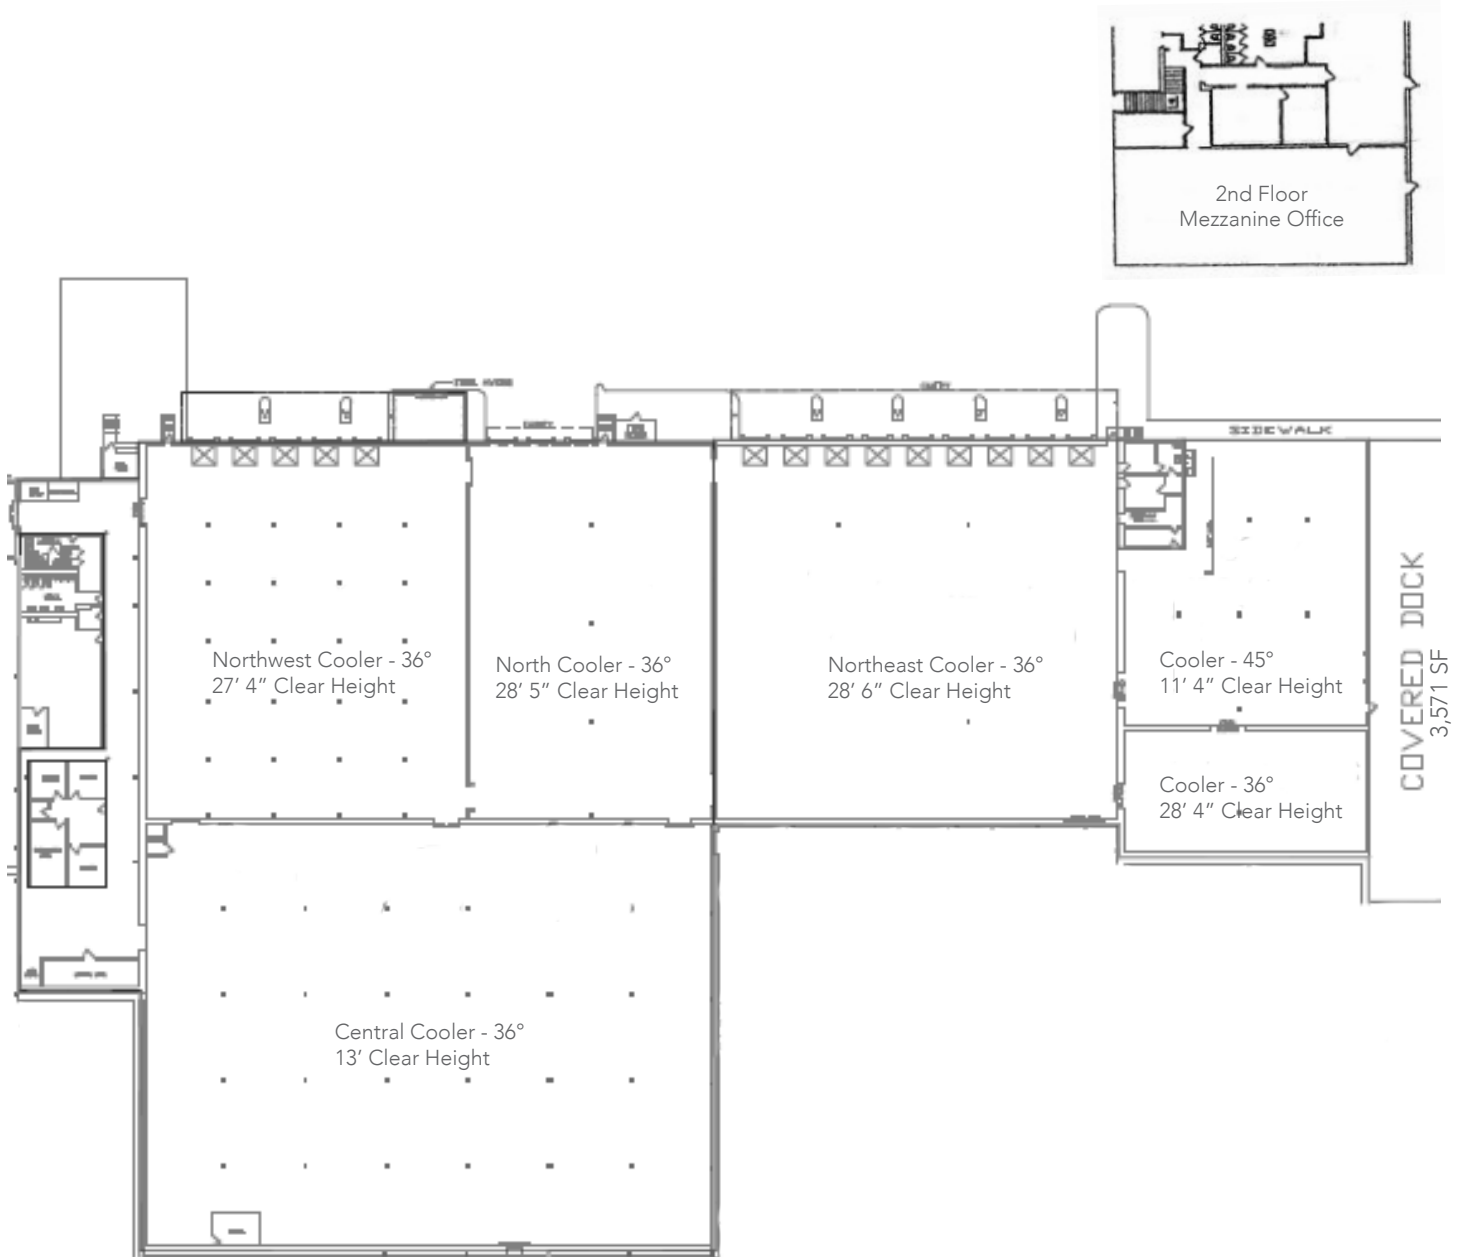 2nd Floor
Mezzanine Office
SIDEWALK
Northwest Cooler - 36°
27’ 4” Clear Height
North Cooler - 36°
28’ 5” Clear Height
Northeast Cooler - 36°
28’ 6” Clear Height
Cooler - 45°
11’ 4” Clear Height
COVERED DOCK
3,571 SF
Cooler - 36°
28’ 4” Clear Height
Central Cooler - 36°
13’ Clear Height